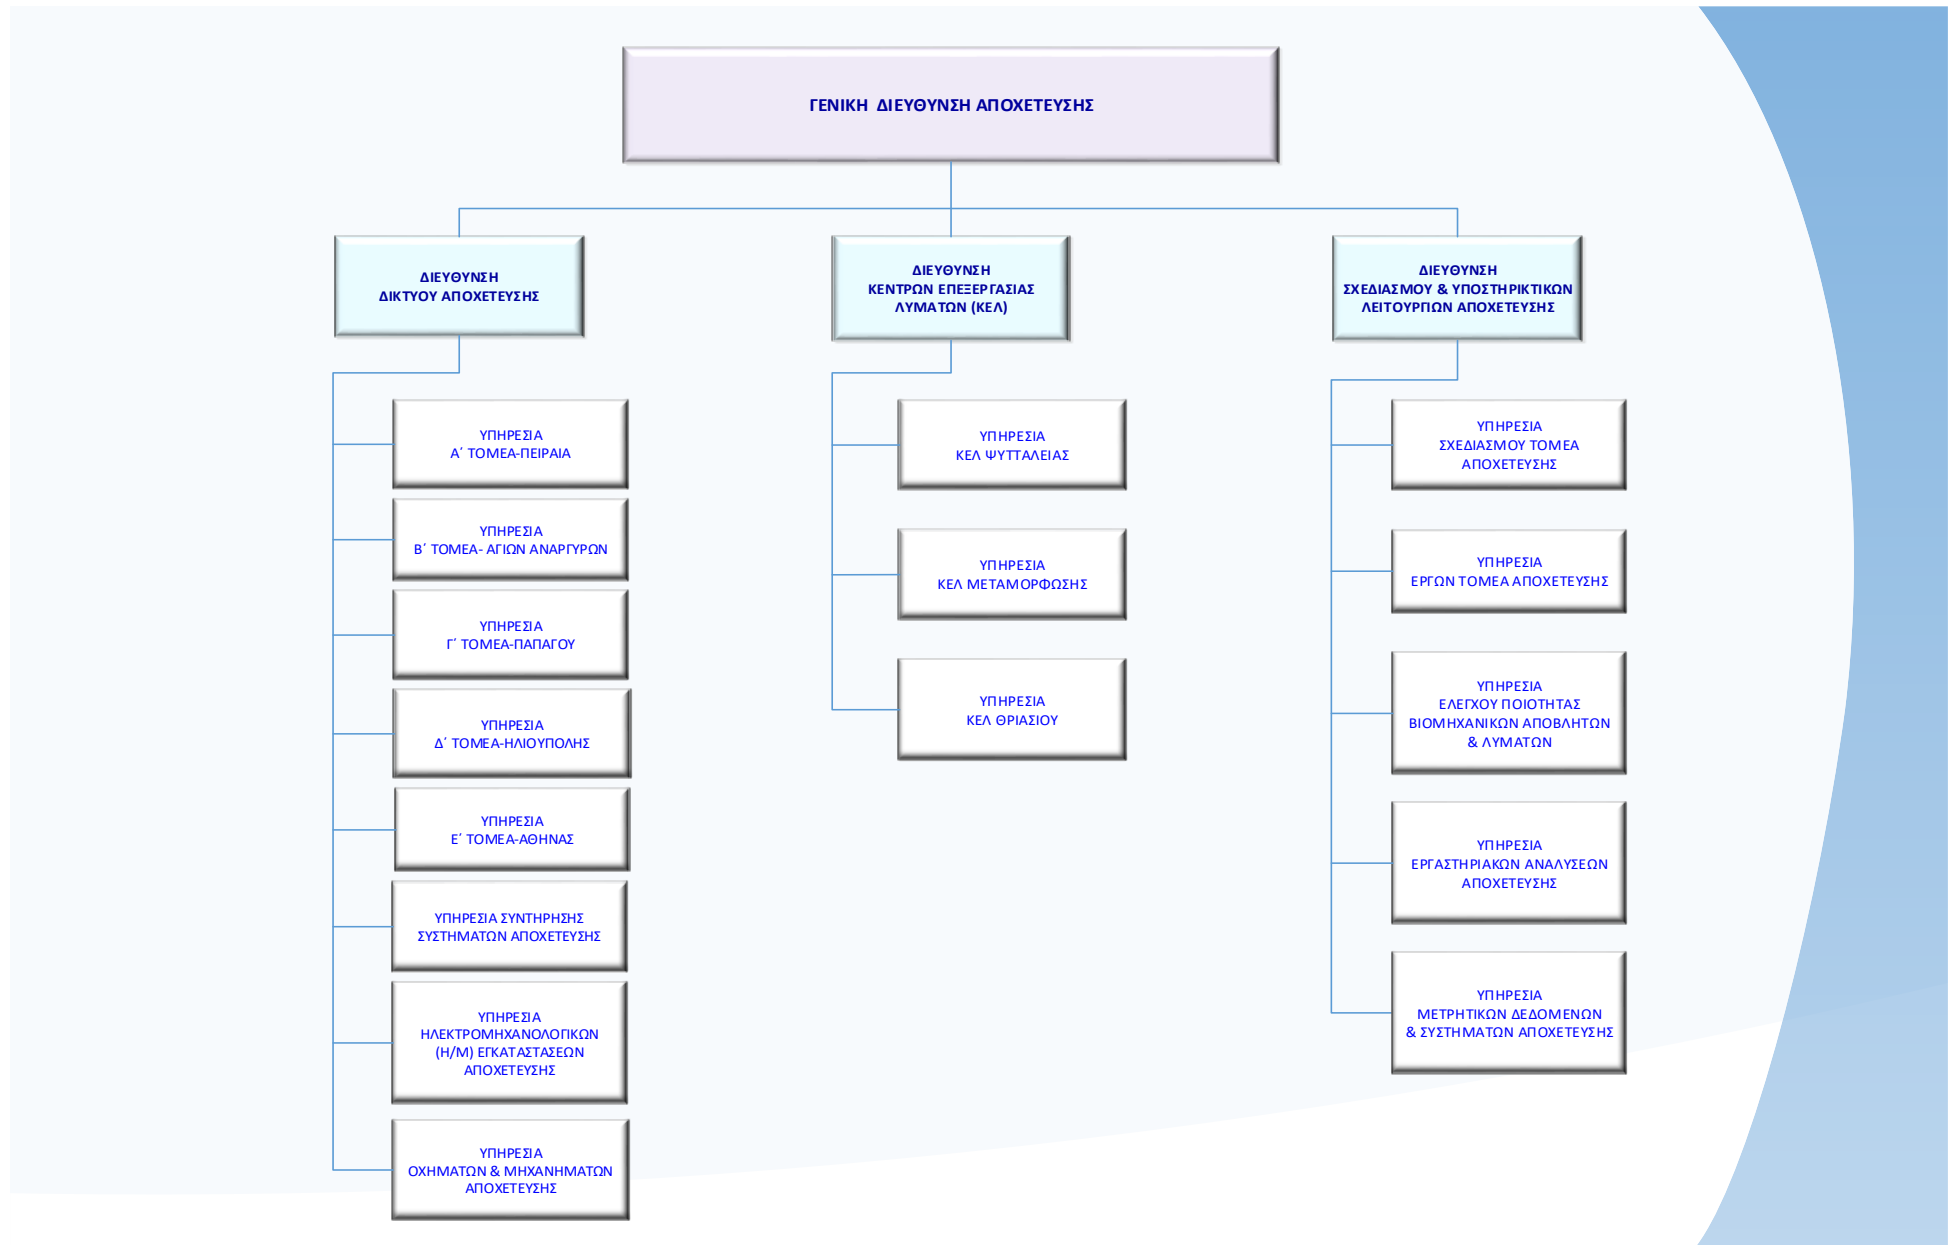 ΓΕΝΙΚΗ ΔΙΕΥΘΥΝΣΗ ΑΠΟΧΕΤΕΥΣΗΣ
ΔΙΕΥΘΥΝΣΗ
ΔΙΚΤΥΟΥ ΑΠΟΧΕΤΕΥΣΗΣ
ΥΠΗΡΕΣΙΑ
Α΄ ΤΟΜΕΑ-ΠΕΙΡΑΙΑ
ΥΠΗΡΕΣΙΑ
Β΄ ΤΟΜΕΑ- ΑΓΙΩΝ ΑΝΑΡΓΥΡΩΝ
ΥΠΗΡΕΣΙΑ
Γ΄ ΤΟΜΕΑ-ΠΑΠΑΓΟΥ
ΥΠΗΡΕΣΙΑ
Δ΄ ΤΟΜΕΑ-ΗΛΙΟΥΠΟΛΗΣ
ΥΠΗΡΕΣΙΑ
Ε΄ ΤΟΜΕΑ-ΑΘΗΝΑΣ
ΥΠΗΡΕΣΙΑ ΣΥΝΤΗΡΗΣΗΣ
ΣΥΣΤΗΜΑΤΩΝ ΑΠΟΧΕΤΕΥΣΗΣ
ΥΠΗΡΕΣΙΑ
ΗΛΕΚΤΡΟΜΗΧΑΝΟΛΟΓΙΚΩΝ
(Η/Μ) ΕΓΚΑΤΑΣΤΑΣΕΩΝ
ΑΠΟΧΕΤΕΥΣΗΣ
ΥΠΗΡΕΣΙΑ
ΟΧΗΜΑΤΩΝ & ΜΗΧΑΝΗΜΑΤΩΝ
ΑΠΟΧΕΤΕΥΣΗΣ
ΔΙΕΥΘΥΝΣΗ
ΚΕΝΤΡΩΝ ΕΠΕΞΕΡΓΑΣΙΑΣ
ΛΥΜΑΤΩΝ (ΚΕΛ)
ΥΠΗΡΕΣΙΑ
ΚΕΛ ΨΥΤΤΑΛΕΙΑΣ
ΥΠΗΡΕΣΙΑ
ΚΕΛ ΜΕΤΑΜΟΡΦΩΣΗΣ
ΥΠΗΡΕΣΙΑ
ΚΕΛ ΘΡΙΑΣΙΟΥ
ΔΙΕΥΘΥΝΣΗ
ΣΧΕΔΙΑΣΜΟΥ & ΥΠΟΣΤΗΡΙΚΤΙΚΩΝ
ΛΕΙΤΟΥΡΓΙΩΝ ΑΠΟΧΕΤΕΥΣΗΣ
ΥΠΗΡΕΣΙΑ
ΣΧΕΔΙΑΣΜΟΥ ΤΟΜΕΑ
ΑΠΟΧΕΤΕΥΣΗΣ
ΥΠΗΡΕΣΙΑ
ΕΡΓΩΝ ΤΟΜΕΑ ΑΠΟΧΕΤΕΥΣΗΣ
ΥΠΗΡΕΣΙΑ
ΕΛΕΓΧΟΥ ΠΟΙΟΤΗΤΑΣ
ΒΙΟΜΗΧΑΝΙΚΩΝ ΑΠΟΒΛΗΤΩΝ
& ΛΥΜΑΤΩΝ
ΥΠΗΡΕΣΙΑ
ΕΡΓΑΣΤΗΡΙΑΚΩΝ ΑΝΑΛΥΣΕΩΝ
ΑΠΟΧΕΤΕΥΣΗΣ
ΥΠΗΡΕΣΙΑ
ΜΕΤΡΗΤΙΚΩΝ ΔΕΔΟΜΕΝΩΝ
& ΣΥΣΤΗΜΑΤΩΝ ΑΠΟΧΕΤΕΥΣΗΣ